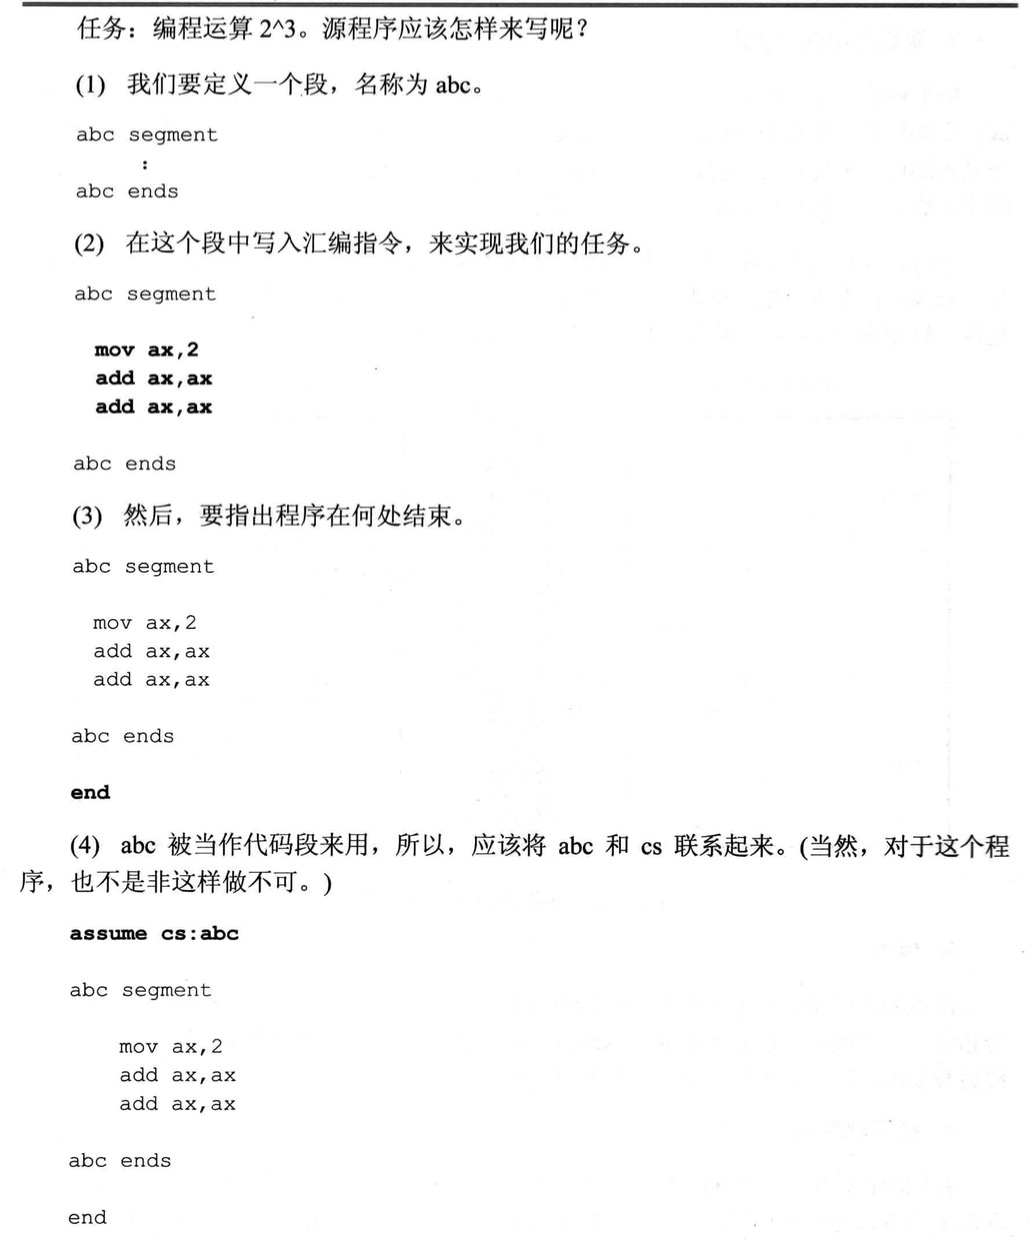 任务：编程运算 2^3。源程序应该怎样来写呢？
(1) 我们要定义一个段，名称为 abc。
abc segment
:
abc ends
(2) 在这个段中写入汇编指令，来实现我们的任务。
abc segment
mov ax,2
add ax,ax
add ax,ax
abc ends
(3) 然后，要指出程序在何处结束。
abc segment
mov ax,2
add ax,ax
add ax,ax
abc ends
end
(4) abc 被当作代码段来用，所以，应该将 abc 和 cs 联系起来。(当然，对于这个程
序，也不是非这样做不可。)
assume cs:abc
abc segment
mov ax,2
add ax,ax
add ax,ax
abc ends
end